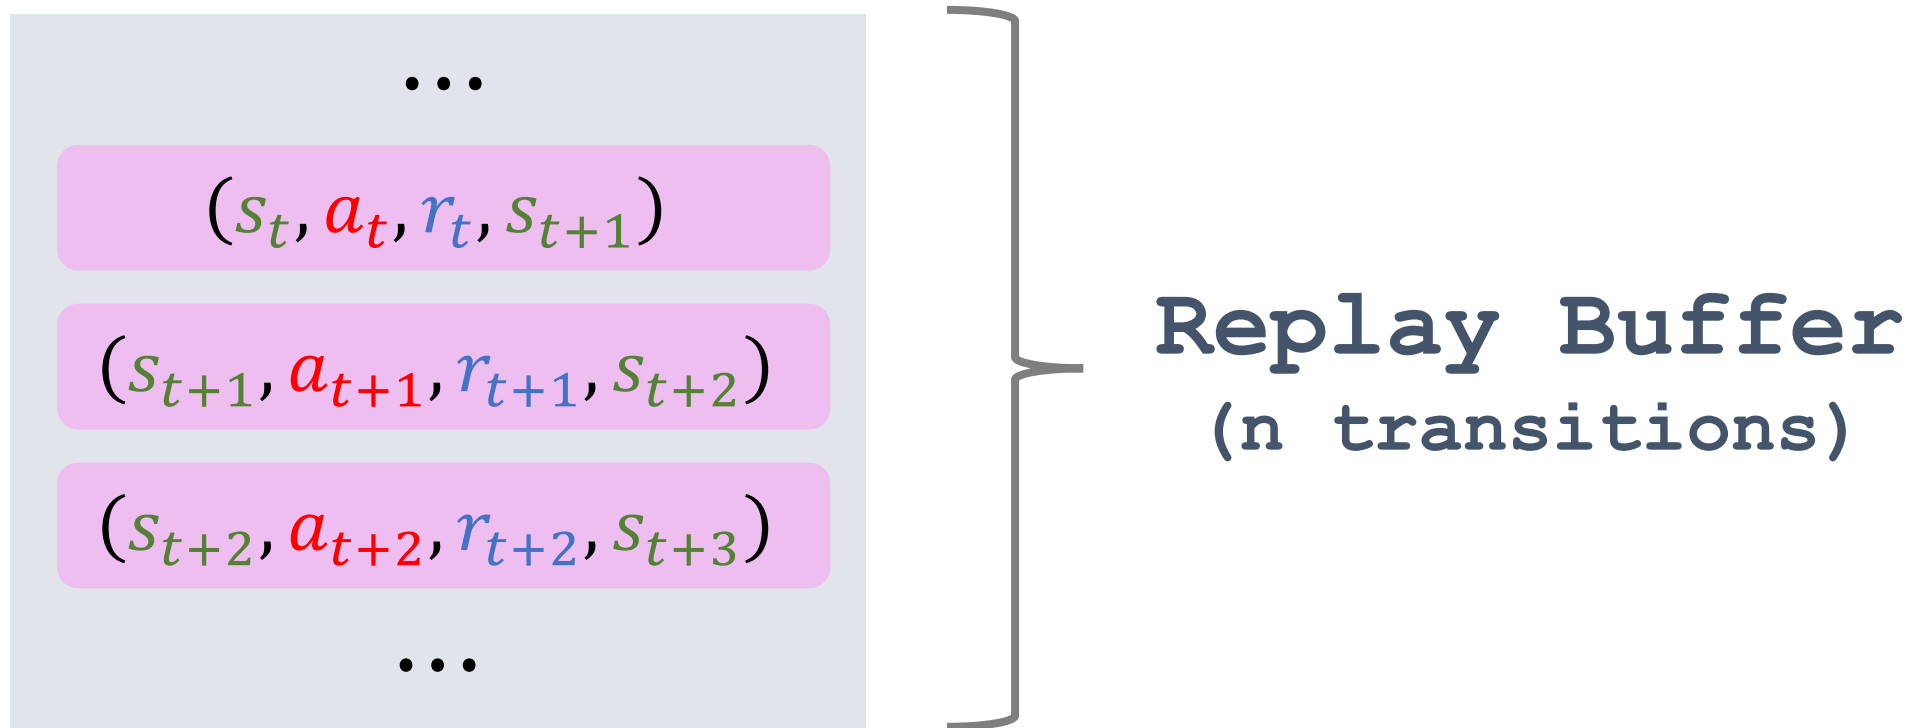 ...
(s_t, a_t, r_t, s_{t+1})
(s_{t+1}, a_{t+1}, r_{t+1}, s_{t+2})
(s_{t+2}, a_{t+2}, r_{t+2}, s_{t+3})
...
Replay Buffer
(n transitions)